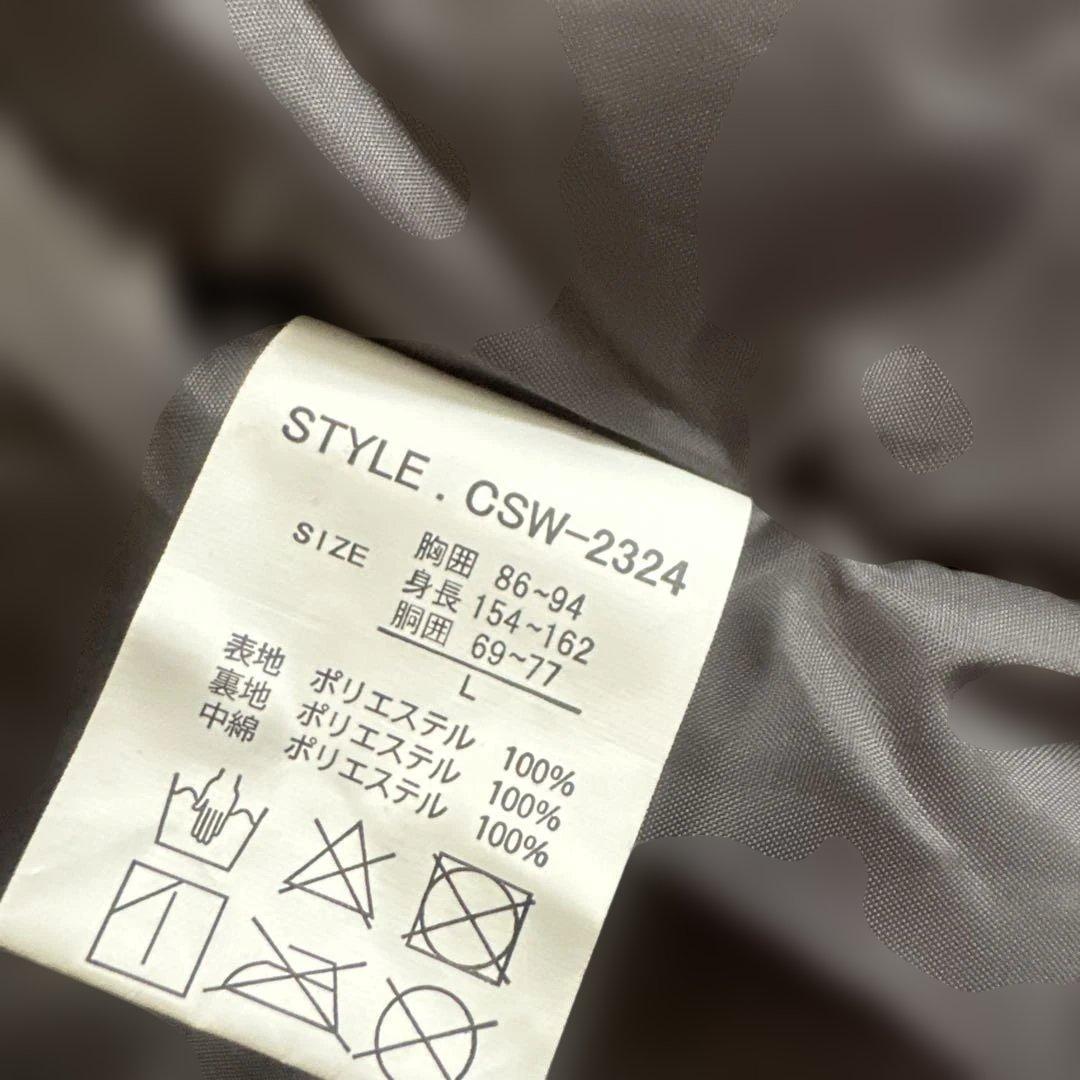 STYLE . CSW-2324
SIZE 胸囲 86~94
身長 154~162
胴囲 69~77
L
表地 ポリエステル 100%
裏地 ポリエステル 100%
中綿 ポリエステル 100%